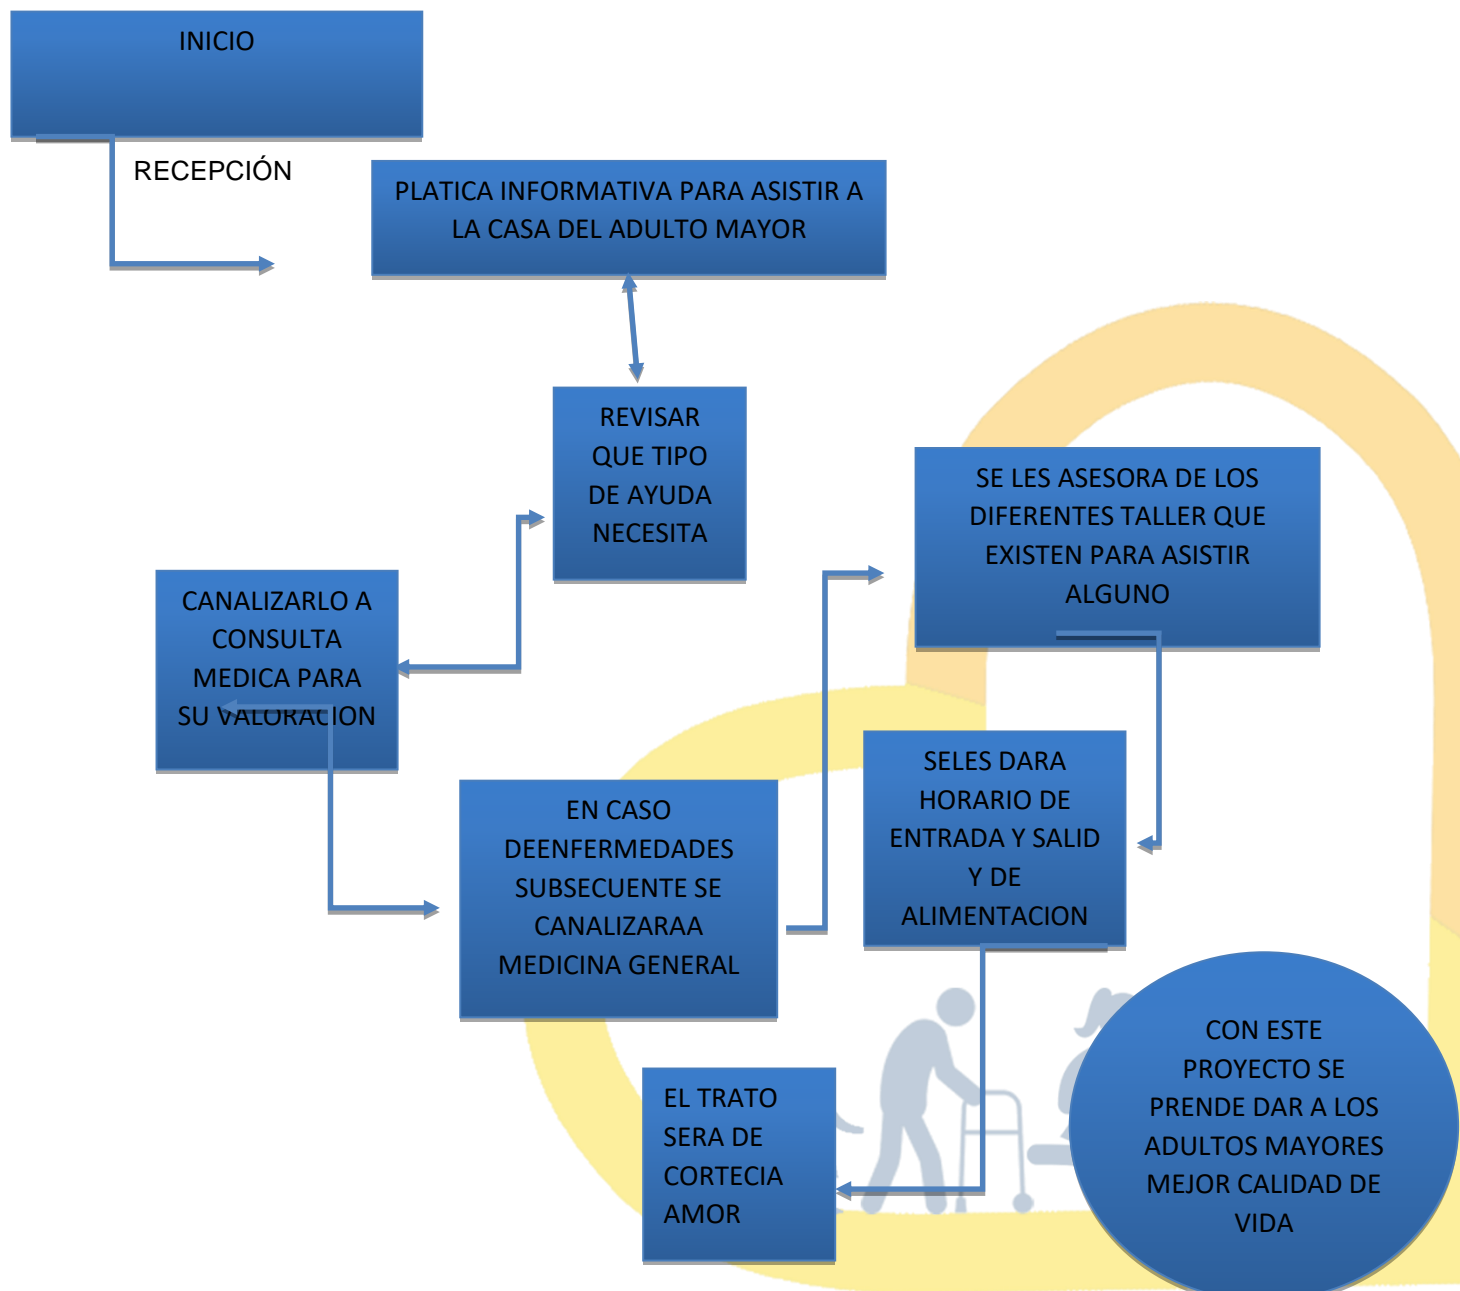 INICIO
RECEPCIÓN
PLATICA INFORMATIVA PARA ASISTIR A
LA CASA DEL ADULTO MAYOR
REVISAR
QUE TIPO
DE AYUDA
NECESITA
CANALIZARLO A
CONSULTA
MEDICA PARA
SU VALORACION
EN CASO
DEENFERMEDADES
SUBSECUENTE SE
CANALIZARAA
MEDICINA GENERAL
SE LES ASESORA DE LOS
DIFERENTES TALLER QUE
EXISTEN PARA ASISTIR
ALGUNO
SELES DARA
HORARIO DE
ENTRADA Y SALID
Y DE
ALIMENTACION
EL TRATO
SERA DE
CORTECIA
AMOR
CON ESTE
PROYECTO SE
PRENDE DAR A LOS
ADULTOS MAYORES
MEJOR CALIDAD DE
VIDA